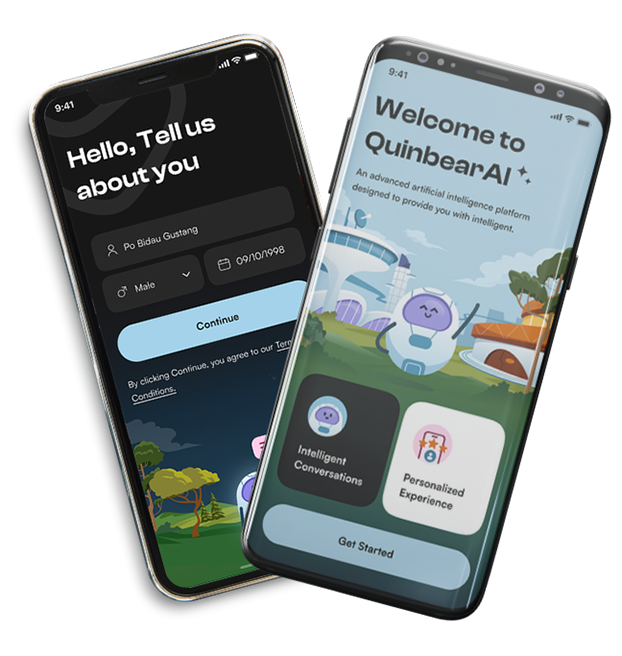 9:41
Hello, Tell us
about you
Po Bidau Gustang
Male
09/10/1998
Continue
By clicking Continue, you agree to our
Conditions.
9:41
Welcome to
QuinbearAI
An advanced artificial intelligence platform
designed to provide you with intelligent.
Intelligent
Conversations
Personalized
Experience
Get Started